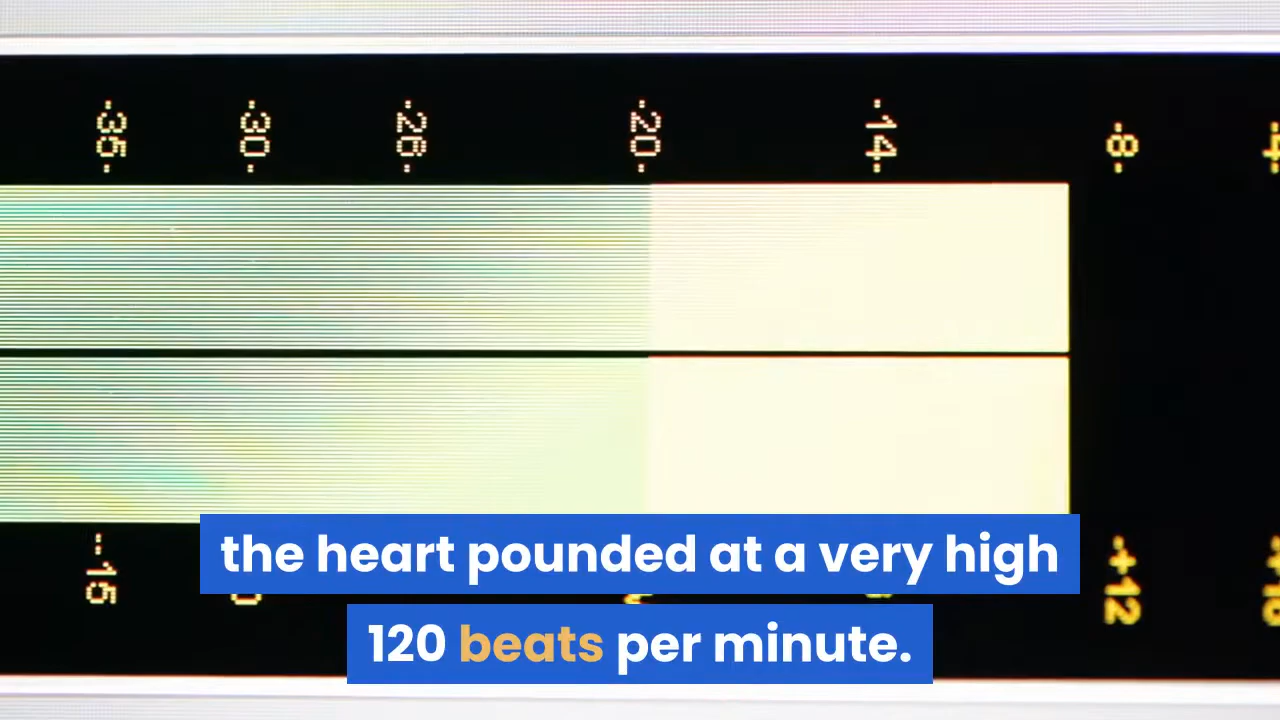 -35- -30- -26- -20- -14- -8-
-15 +12
the heart pounded at a very high
120 beats per minute.